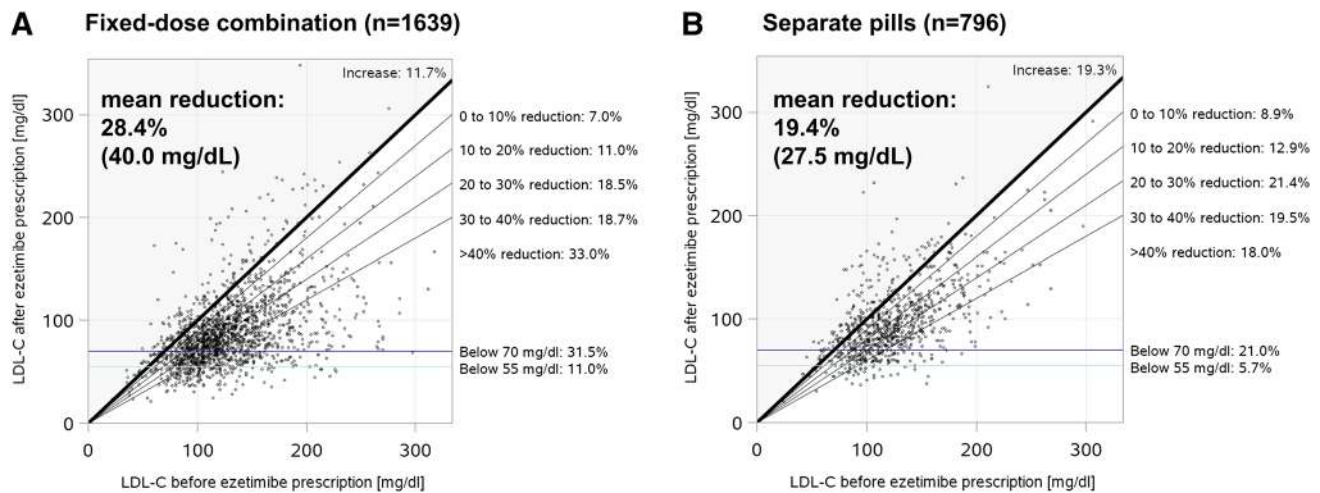 A Fixed-dose combination (n=1639)
Increase: 11.7%
mean reduction:
28.4%
(40.0 mg/dL)
0 to 10% reduction: 7.0%
10 to 20% reduction: 11.0%
20 to 30% reduction: 18.5%
30 to 40% reduction: 18.7%
>40% reduction: 33.0%
Below 70 mg/dl: 31.5%
Below 55 mg/dl: 11.0%
LDL-C after ezetimibe prescription [mg/dl]
300
200
100
0
0 100 200 300
LDL-C before ezetimibe prescription [mg/dl]
B Separate pills (n=796)
Increase: 19.3%
mean reduction:
19.4%
(27.5 mg/dL)
0 to 10% reduction: 8.9%
10 to 20% reduction: 12.9%
20 to 30% reduction: 21.4%
30 to 40% reduction: 19.5%
>40% reduction: 18.0%
Below 70 mg/dl: 21.0%
Below 55 mg/dl: 5.7%
LDL-C after ezetimibe prescription [mg/dl]
300
200
100
0
0 100 200 300
LDL-C before ezetimibe prescription [mg/dl]